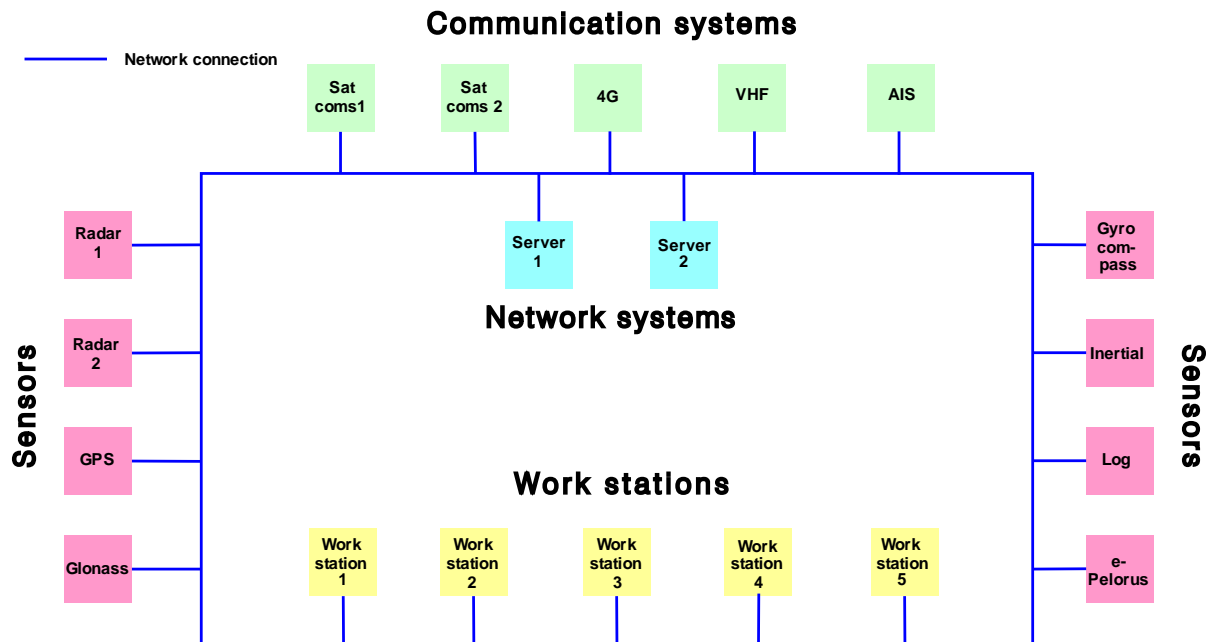 Communication systems
Network connection
Sat
coms1
Sat
coms 2
4G
VHF
AIS
Radar
1
Server
1
Server
2
Gyro
com-
pass
Network systems
Radar
2
Inertial
Sensors
Sensors
GPS
Log
Work stations
Glonass
Work
station
1
Work
station
2
Work
station
3
Work
station
4
Work
station
5
e-
Pelorus